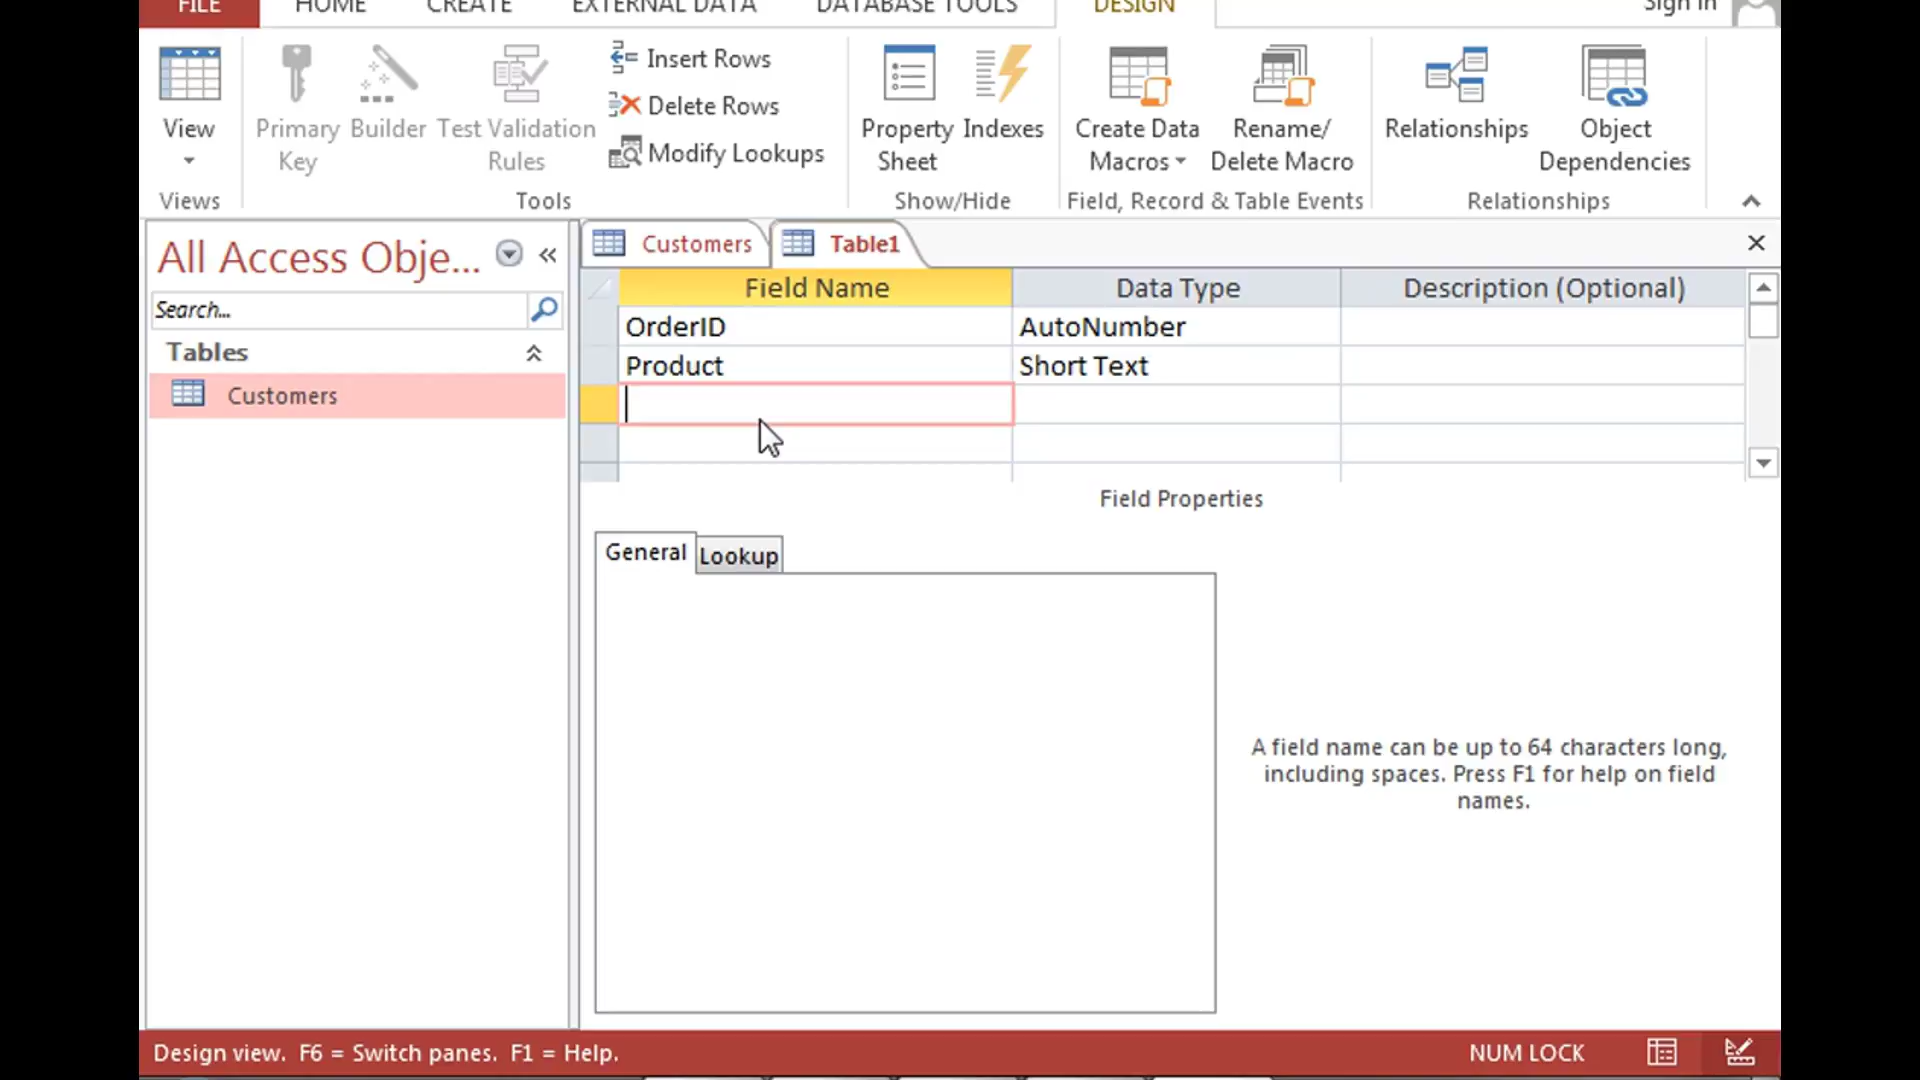 FILE HOME CREATE EXTERNAL DATA DATABASE TOOLS DESIGN Sign in
View
Primary Key
Builder
Test Validation Rules
Insert Rows
Delete Rows
Modify Lookups
Property Sheet
Indexes
Create Data Macros
Rename/ Delete Macro
Relationships
Object Dependencies
Views Tools Show/Hide Field, Record & Table Events Relationships
All Access Obje...
Search...
Tables
Customers
Customers Table1
Field Name Data Type Description (Optional)
OrderID AutoNumber
Product Short Text
Field Properties
General Lookup
A field name can be up to 64 characters long,
including spaces. Press F1 for help on field
names.
Design view. F6 = Switch panes. F1 = Help. NUM LOCK